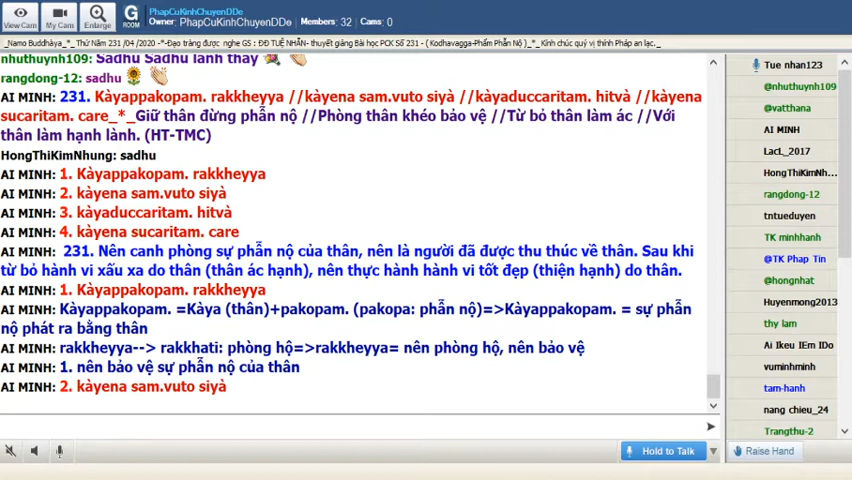 PhapCuKinhChuyenDDe
Owner: PhapCuKinhChuyenDDe Members: 32 Cams: 0
View Cam
My Cam
Enlarge
G
ROOM
_Namo Buddhàya_*_ Thứ Năm 231 /04 /2020 -*-Đạo tràng được nghe GS : ĐĐ TUỆ NHÂN- thuyết giảng Bài học PCK Số 231 - ( Kodhavagga-Phẩm Phẫn Nộ )_*_ Kính chúc quý vị thính Pháp an lạc._
nhuthuynh109: Sadhu Sadhu lành thay
rangdong-12: sadhu
AI MINH: 231. Kàyappakopam. rakkheyya //kàyena sam.vuto siyà //kàyaduccaritam. hitvà //kàyena
sucaritam. care_*_Giữ thân đừng phẫn nộ //Phòng thân khéo bảo vệ //Từ bỏ thân làm ác //Với
thân làm hạnh lành. (HT-TMC)
HongThiKimNhung: sadhu
AI MINH: 1. Kàyappakopam. rakkheyya
AI MINH: 2. kàyena sam.vuto siyà
AI MINH: 3. kàyaduccaritam. hitvà
AI MINH: 4. kàyena sucaritam. care
AI MINH: 231. Nên canh phòng sự phẫn nộ của thân, nên là người đã được thu thúc về thân. Sau khi
từ bỏ hành vi xấu xa do thân (thân ác hạnh), nên thực hành hành vi tốt đẹp (thiện hạnh) do thân.
AI MINH: 1. Kàyappakopam. rakkheyya
AI MINH: Kàyappakopam. =Kàya (thân)+pakopam. (pakopa: phẫn nộ)=>Kàyappakopam. = sự phẫn
nộ phát ra bằng thân
AI MINH: rakkheyya--> rakkhati: phòng hộ=>rakkheyya= nên phòng hộ, nên bảo vệ
AI MINH: 1. nên bảo vệ sự phẫn nộ của thân
AI MINH: 2. kàyena sam.vuto siyà
Tue nhan123
@nhuthuynh109
@vatthana
AI MINH
LacL_2017
HongThiKimNh...
rangdong-12
tntueduyen
TK minhhanh
@TK Phap Tin
@hongnhat
Huyenmong2013
thy lam
Ai Ikeu IEm IDo
vuminhminh
tam-hanh
nang chieu_24
Trangthu-2
Hold to Talk
Raise Hand